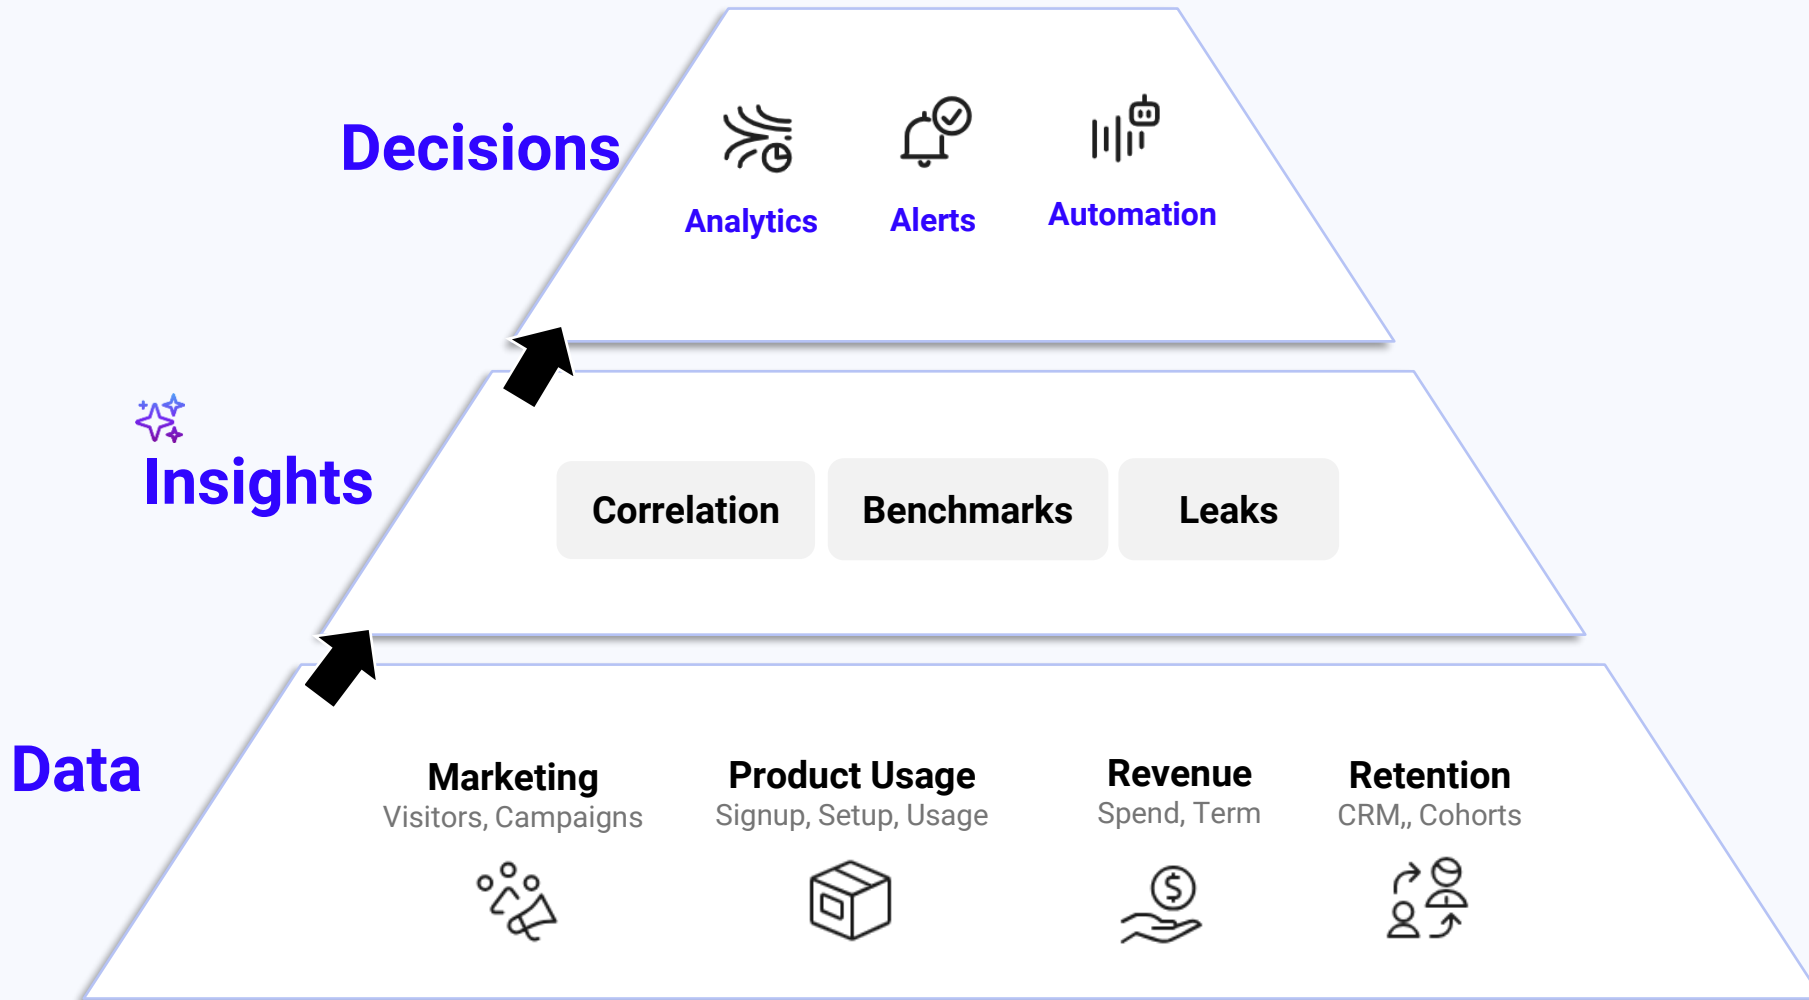 Decisions
Analytics
Alerts
Automation
Insights
Correlation
Benchmarks
Leaks
Data
Marketing
Visitors, Campaigns
Product Usage
Signup, Setup, Usage
Revenue
Spend, Term
Retention
CRM,, Cohorts